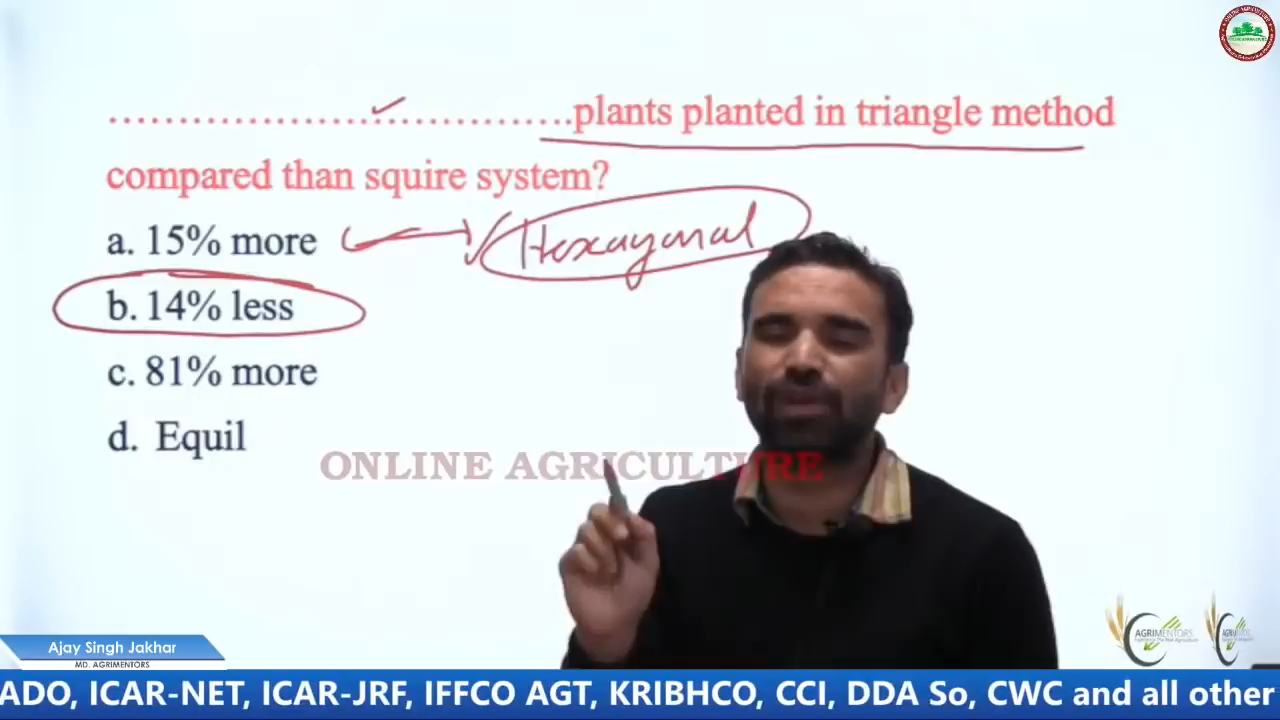 …………………………………plants planted in triangle method
compared than squire system?
a. 15% more
Hexagonal
b. 14% less
c. 81% more
d. Equil
ONLINE AGRICULTURE
AGRIMENTORS
Ajay Singh Jakhar
MD. AGRIMENTORS
ADO, ICAR-NET, ICAR-JRF, IFFCO AGT, KRIBHCO, CCI, DDA So, CWC and all other